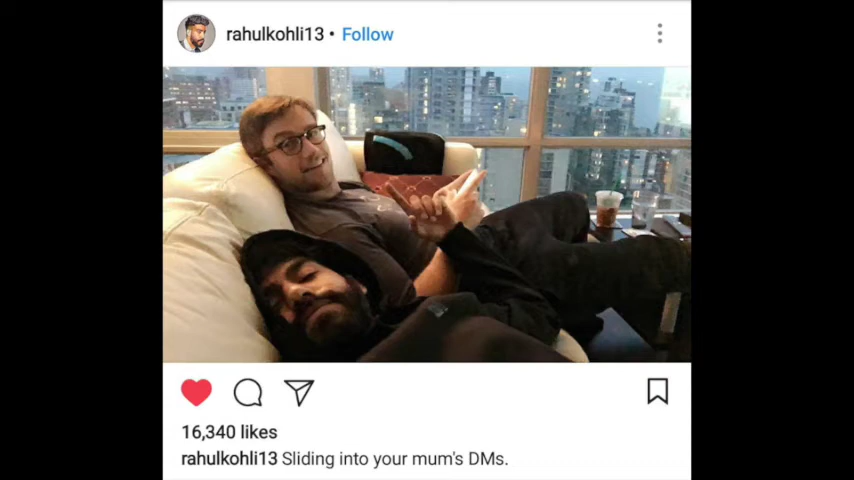 rahulkohli13 • Follow
16,340 likes
rahulkohli13 Sliding into your mum's DMs.